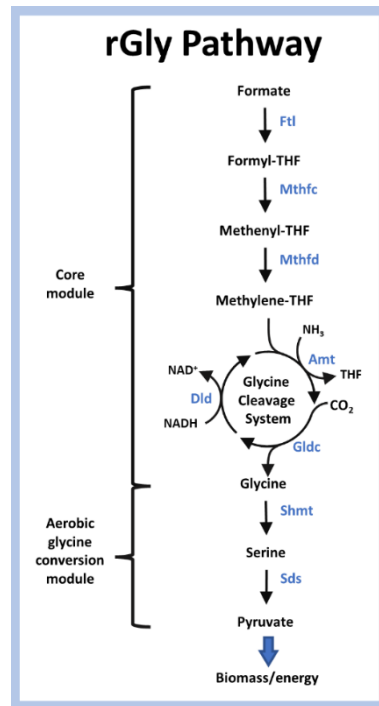 rGly Pathway
Formate
Ftl
Formyl-THF
Mthfc
Methenyl-THF
Mthfd
Core
module
Methylene-THF
NH₃
Amt
NAD⁺
THF
Glycine
Cleavage
System
Dld
CO₂
NADH
Gldc
Glycine
Shmt
Aerobic
glycine
conversion
module
Serine
Sds
Pyruvate
Biomass/energy